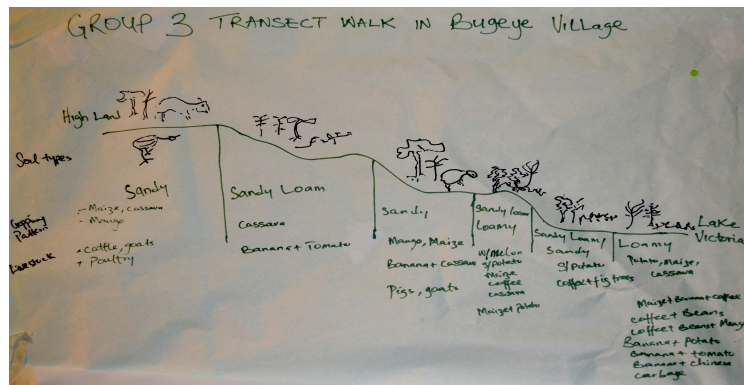 GROUP 3 TRANSECT WALK IN Bugeye Village
High Land
Soil types
Sandy
Sandy Loam
Sandy
Sandy loam
Loamy
Sandy Loamy,
Sandy
Loamy
Lake
Victoria
Cropping
Pattern
- Maize, cassava
- Mango
Cassava
Banana + Tomato
Mango, Maize
Banana + Cassava
W/Melon
S/Potato
Maize
coffee
cassava
Maize + Potato
S/Potato
Coffee + fig trees
Potato, Maize,
Cassava
Maize + Banana + coffee
Coffee + Beans
Coffee + Beans + Mango
Banana + Potato
Banana + tomato
Banana + chinese
cabbage
Livestock
+ Cattle, goats
+ Poultry
Pigs, goats